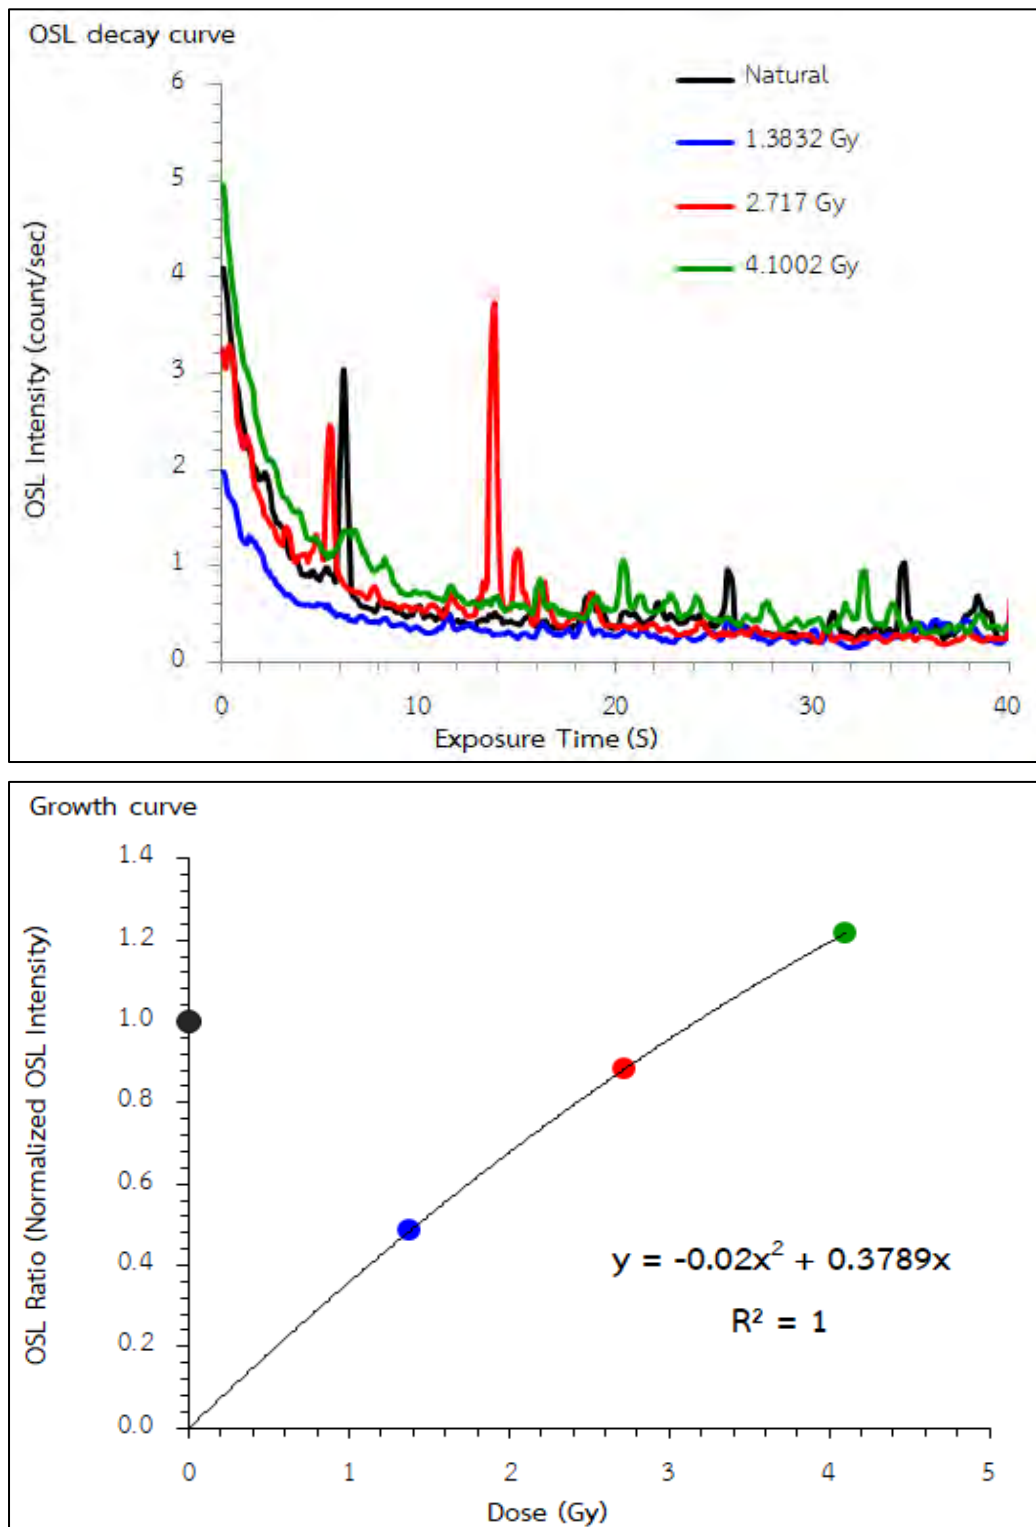 OSL decay curve
Natural
1.3832 Gy
2.717 Gy
4.1002 Gy
OSL Intensity (count/sec)
6
5
4
3
2
1
0
0 10 20 30 40
Exposure Time (S)
Growth curve
OSL Ratio (Normalized OSL Intensity)
1.4
1.2
1.0
0.8
0.6
0.4
0.2
0.0
y = -0.02x² + 0.3789x
R² = 1
0 1 2 3 4 5
Dose (Gy)